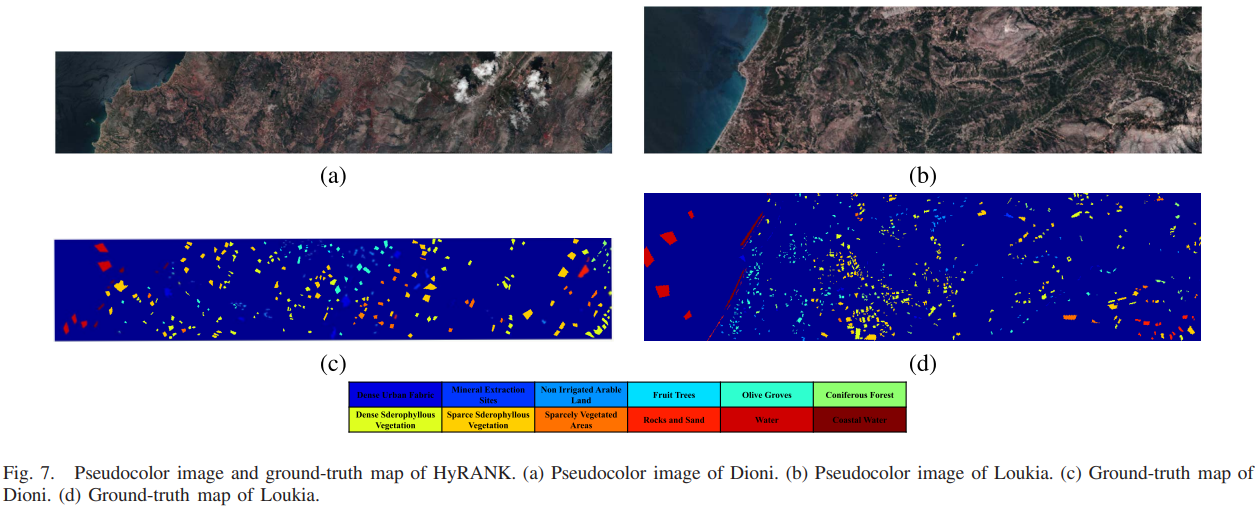 (a)
(b)
(c)
(d)
Dense Urban Fabric
Mineral Extraction
Sites
Non Irrigated Arable
Land
Fruit Trees
Olive Groves
Coniferous Forest
Dense Sderophyllous
Vegetation
Sparce Sderophyllous
Vegetation
Sparcely Vegetated
Areas
Rocks and Sand
Water
Coastal Water
Fig. 7. Pseudocolor image and ground-truth map of HyRANK. (a) Pseudocolor image of Dioni. (b) Pseudocolor image of Loukia. (c) Ground-truth map of
Dioni. (d) Ground-truth map of Loukia.